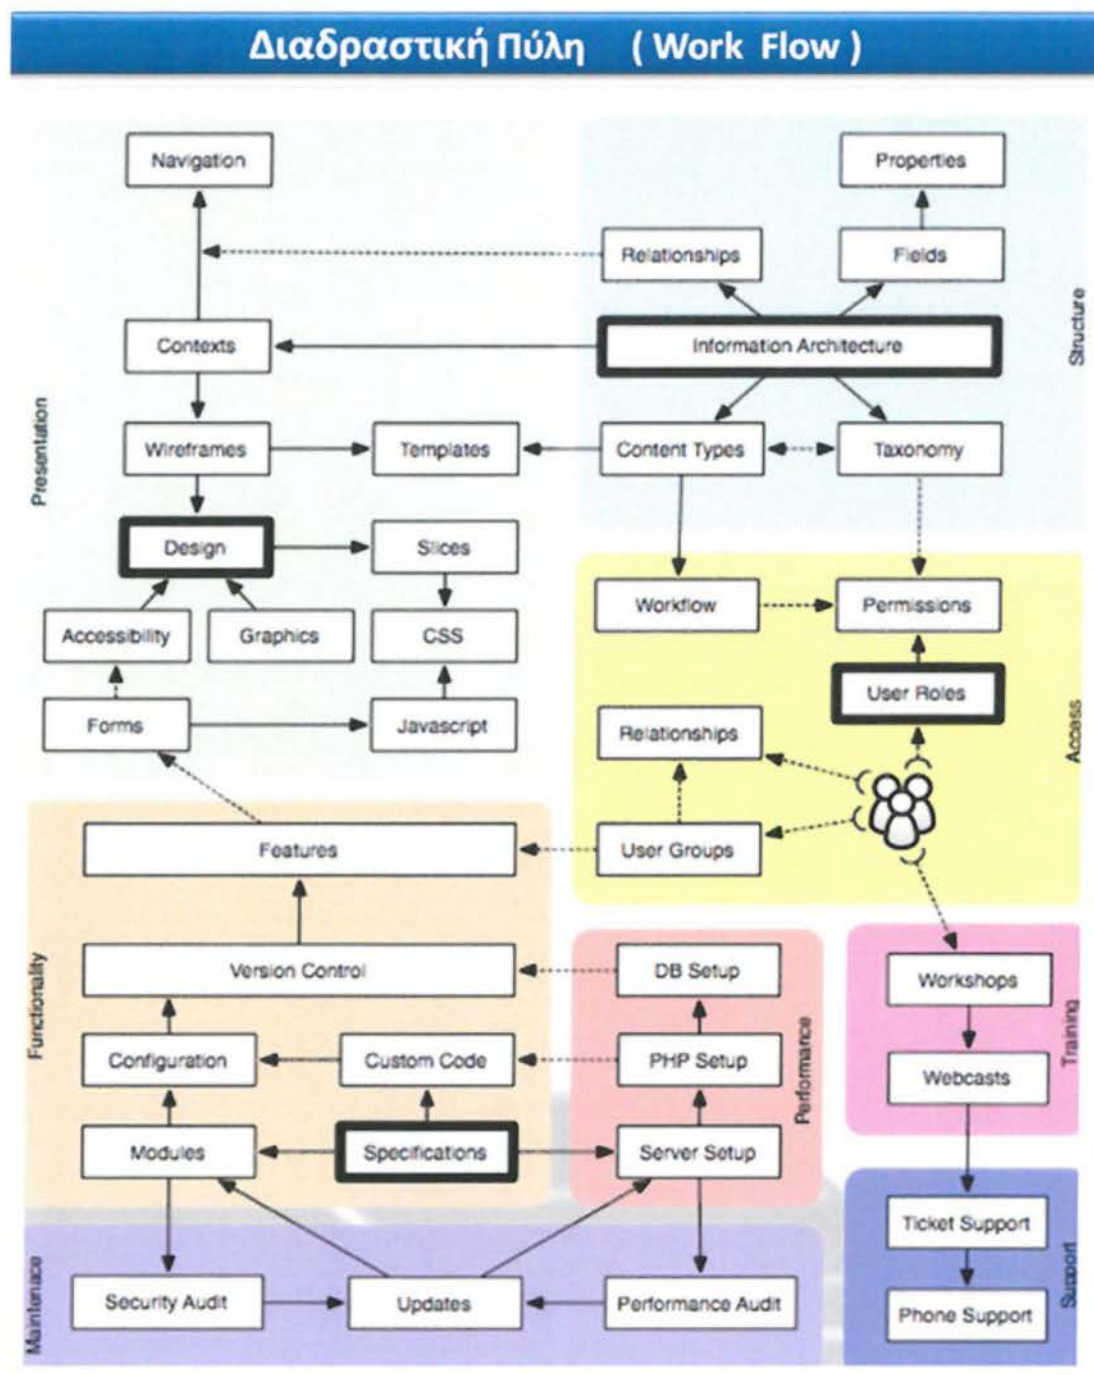 Διαδραστική Πύλη ( Work Flow )
Navigation
Properties
Relationships
Fields
Contexts
Information Architecture
Structure
Presentation
Wireframes
Templates
Content Types
Taxonomy
Design
Slices
Workflow
Permissions
Accessibility
Graphics
CSS
User Roles
Forms
Javascript
Relationships
Access
Features
User Groups
Functionality
Version Control
DB Setup
Workshops
Configuration
Custom Code
PHP Setup
Performance
Webcasts
Training
Modules
Specifications
Server Setup
Ticket Support
Maintenace
Security Audit
Updates
Performance Audit
Phone Support
Support